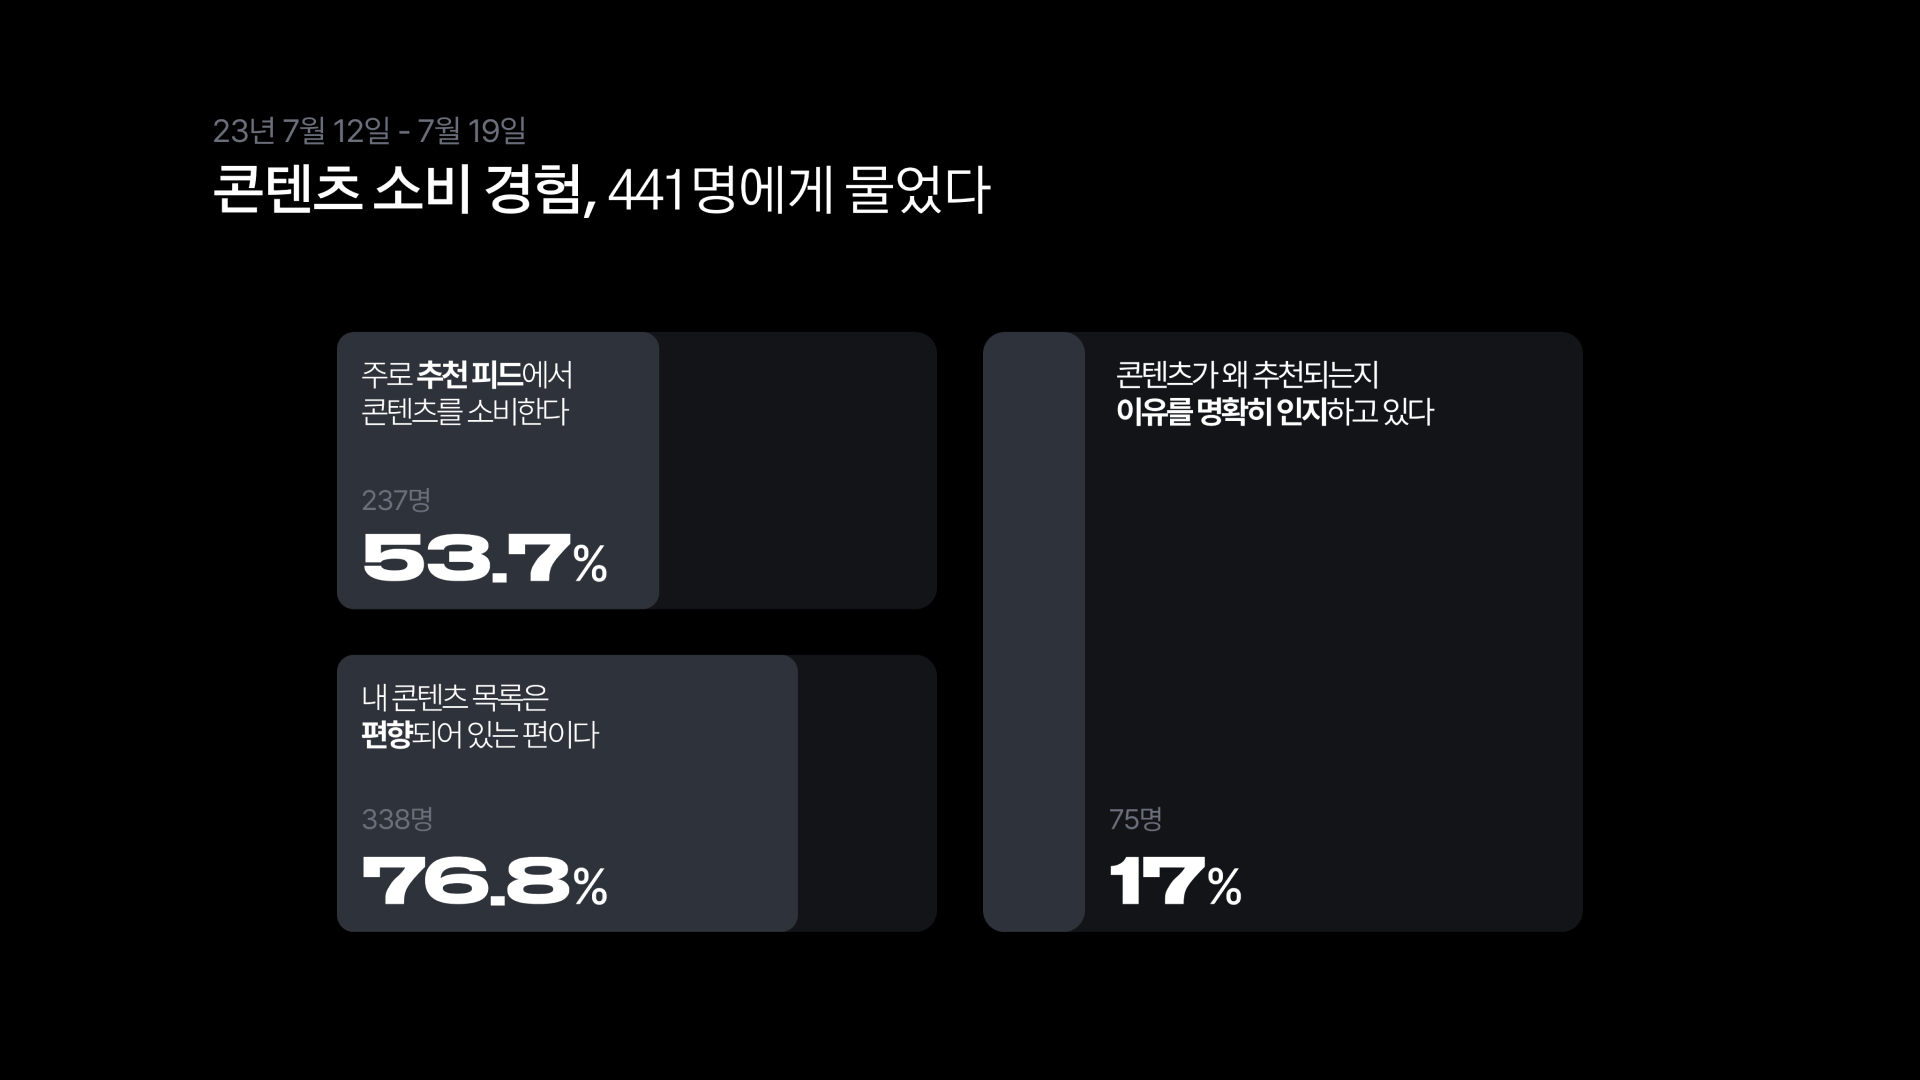 23년 7월 12일 - 7월 19일
콘텐츠 소비 경험, 441명에게 물었다
주로 추천 피드에서
콘텐츠를 소비한다
237명
53.7%
내 콘텐츠 목록은
편향되어 있는 편이다
338명
76.8%
콘텐츠가 왜 추천되는지
이유를 명확히 인지하고 있다
75명
17%